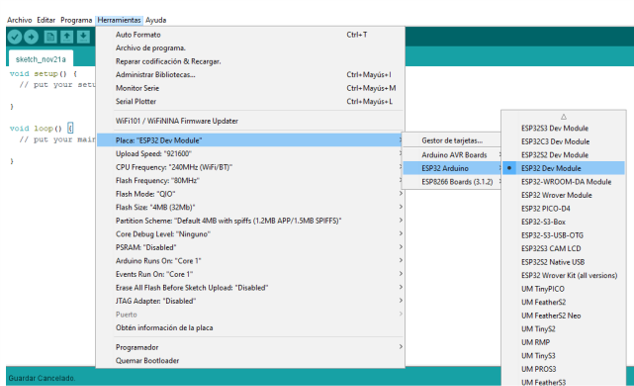 Archivo Editar Programa Herramientas Ayuda
sketch_nov21a
void setup() {
// put your setu
}
void loop() {
// put your main
}
Auto Formato Ctrl+T
Archivo de programa.
Reparar codificación & Recargar.
Administrar Bibliotecas... Ctrl+Mayús+I
Monitor Serie Ctrl+Mayús+M
Serial Plotter Ctrl+Mayús+L
WiFi101 / WiFiNINA Firmware Updater
Placa: "ESP32 Dev Module"
Upload Speed: "921600"
CPU Frequency: "240MHz (WiFi/BT)"
Flash Frequency: "80MHz"
Flash Mode: "QIO"
Flash Size: "4MB (32Mb)"
Partition Scheme: "Default 4MB with spiffs (1.2MB APP/1.5MB SPIFFS)"
Core Debug Level: "Ninguno"
PSRAM: "Disabled"
Arduino Runs On: "Core 1"
Events Run On: "Core 1"
Erase All Flash Before Sketch Upload: "Disabled"
JTAG Adapter: "Disabled"
Puerto
Obtén información de la placa
Programador
Quemar Bootloader
Gestor de tarjetas...
Arduino AVR Boards
ESP32 Arduino
ESP8266 Boards (3.1.2)
ESP32S3 Dev Module
ESP32C3 Dev Module
ESP32S2 Dev Module
ESP32 Dev Module
ESP32-WROOM-DA Module
ESP32 Wrover Module
ESP32 PICO-D4
ESP32-S3-Box
ESP32-S3-USB-OTG
ESP32S3 CAM LCD
ESP32S2 Native USB
ESP32 Wrover Kit (all versions)
UM TinyPICO
UM FeatherS2
UM FeatherS2 Neo
UM TinyS2
UM RMP
UM TinyS3
UM PROS3
UM FeatherS3
Guardar Cancelado.